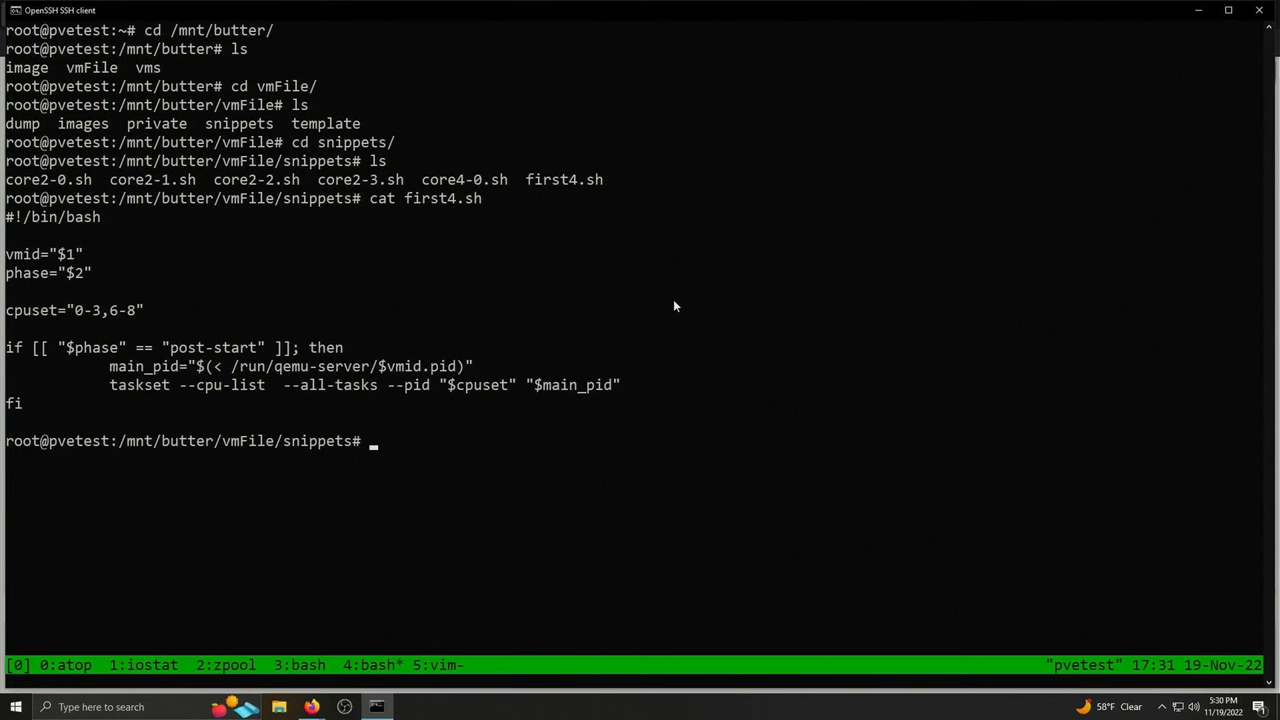 OpenSSH SSH client
root@pvetest:~# cd /mnt/butter/
root@pvetest:/mnt/butter# ls
image  vmFile  vms
root@pvetest:/mnt/butter# cd vmFile/
root@pvetest:/mnt/butter/vmFile# ls
dump  images  private  snippets  template
root@pvetest:/mnt/butter/vmFile# cd snippets/
root@pvetest:/mnt/butter/vmFile/snippets# ls
core2-0.sh  core2-1.sh  core2-2.sh  core2-3.sh  core4-0.sh  first4.sh
root@pvetest:/mnt/butter/vmFile/snippets# cat first4.sh
#!/bin/bash
vmid="$1"
phase="$2"
cpuset="0-3,6-8"
if [[ "$phase" == "post-start" ]]; then
            main_pid="$(< /run/qemu-server/$vmid.pid)"
            taskset --cpu-list  --all-tasks --pid "$cpuset" "$main_pid"
fi
root@pvetest:/mnt/butter/vmFile/snippets#
[0] 0:atop  1:iostat  2:zpool  3:bash  4:bash* 5:vim-  "pvetest" 17:31 19-Nov-22
Type here to search  58°F Clear  5:30 PM
11/19/2022